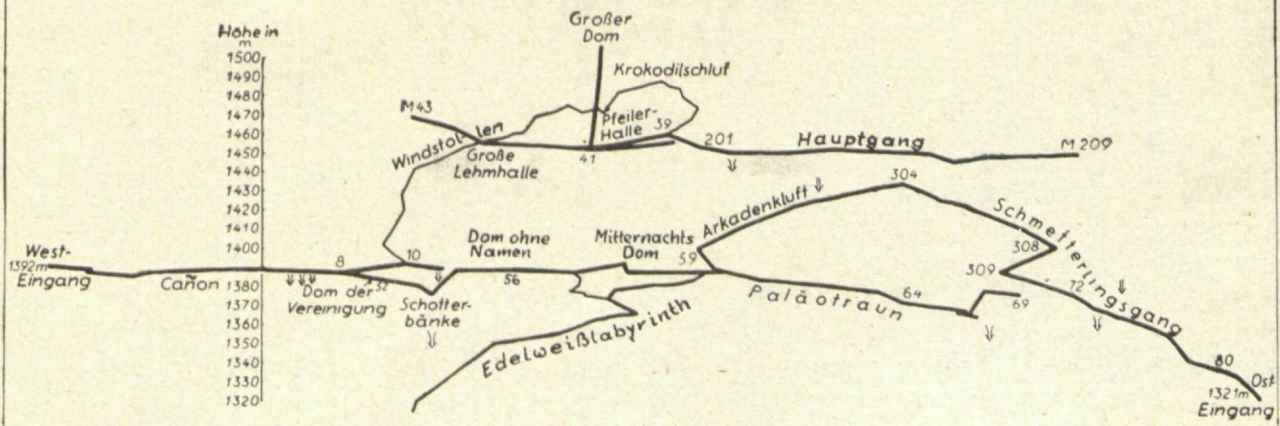 Großer
Dom
Höhe in
m
1500
1490
1480
1470
1460
1450
1440
1430
1420
1410
1400
1380
1370
1360
1350
1340
1330
1320
Krokodilschluf
M43
Windstollen
Große
Lehmhalle
41
Pfeiler-
Halle
39
201
Hauptgang
M 209
West-
1392m
Eingang
Cañon
8
10
Dom der
Vereinigung
52
Schotter-
bänke
Dom ohne
Namen
56
Mitternachts
Dom
59
Edelweißlabyrinth
Arkadenkluft
304
Schmetterlingsgang
308
309
Paläotraun
64
69
72
80
Ost
1321m
Eingang